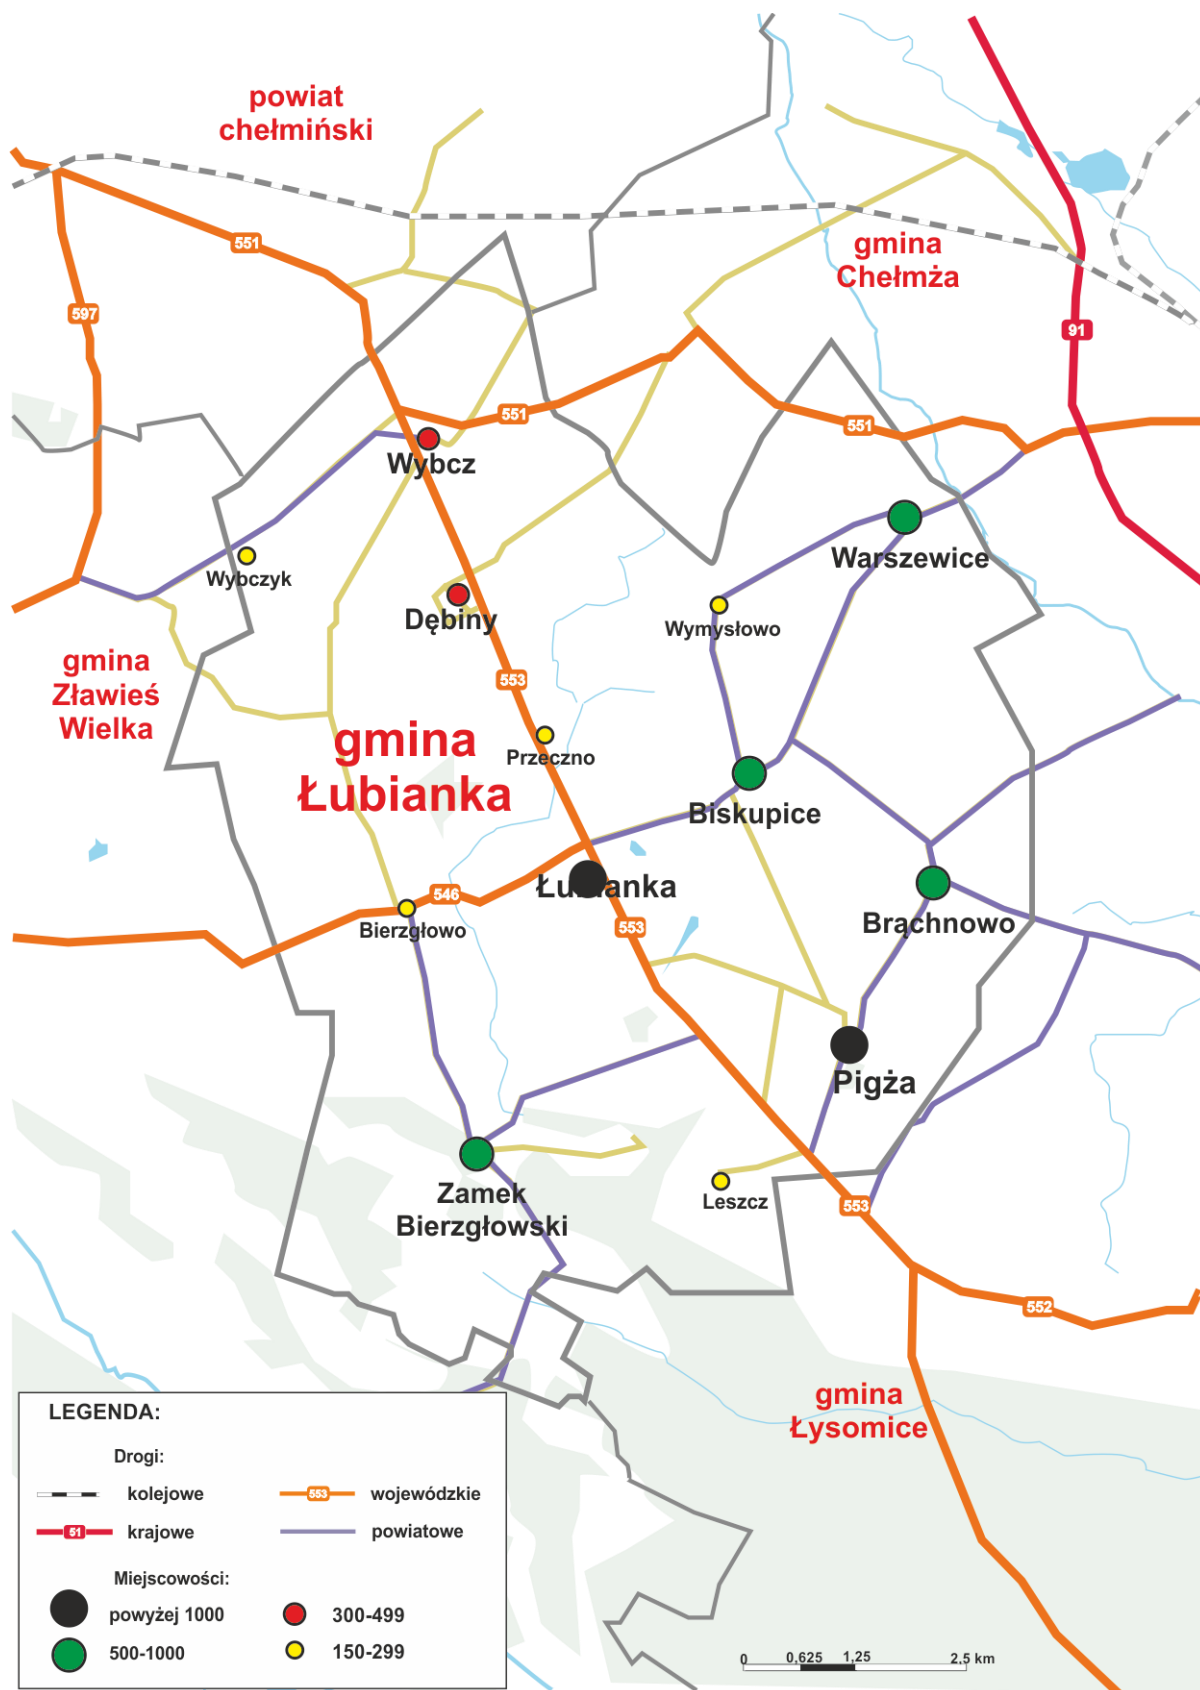 powiat
chełmiński
551
gmina
Chełmża
597
91
551
551
Wybcz
Warszewice
Wybczyk
Dębiny
Wymysłowo
gmina
Zławieś
Wielka
553
gmina
Łubianka
Przeczno
Biskupice
Łubianka
546
Bierzgłowo
553
Brąchnowo
Pigża
Zamek
Bierzgłowski
Leszcz
553
552
gmina
Łysomice
LEGENDA:
Drogi:
kolejowe
553 wojewódzkie
51 krajowe
powiatowe
Miejscowości:
powyżej 1000
300-499
500-1000
150-299
0 0,625 1,25 2,5 km